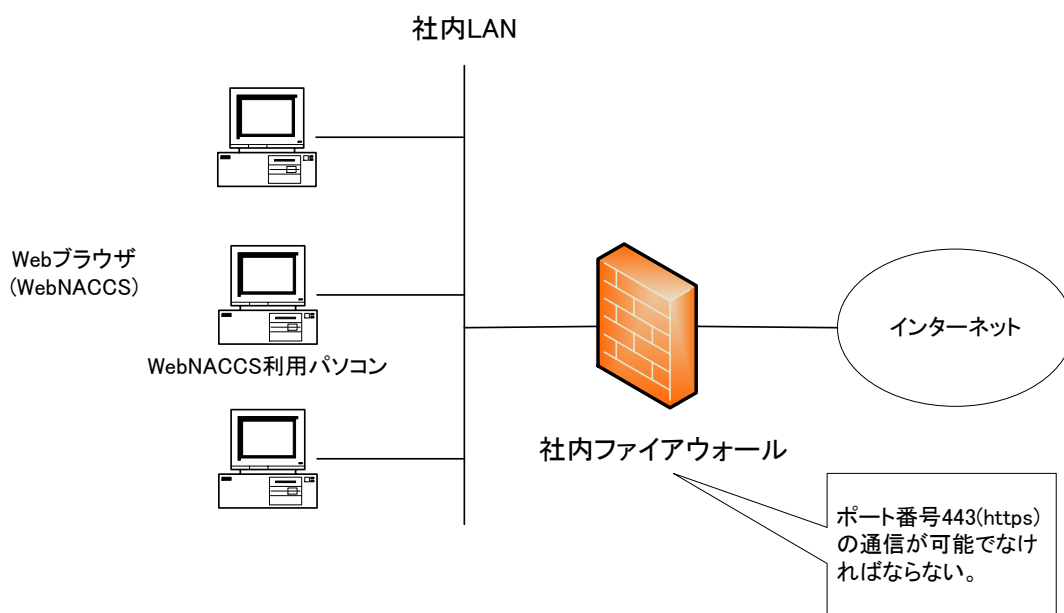 社内LAN
Webブラウザ
(WebNACCS)
WebNACCS利用パソコン
インターネット
社内ファイアウォール
ポート番号443(https)
の通信が可能でなけ
ればならない。